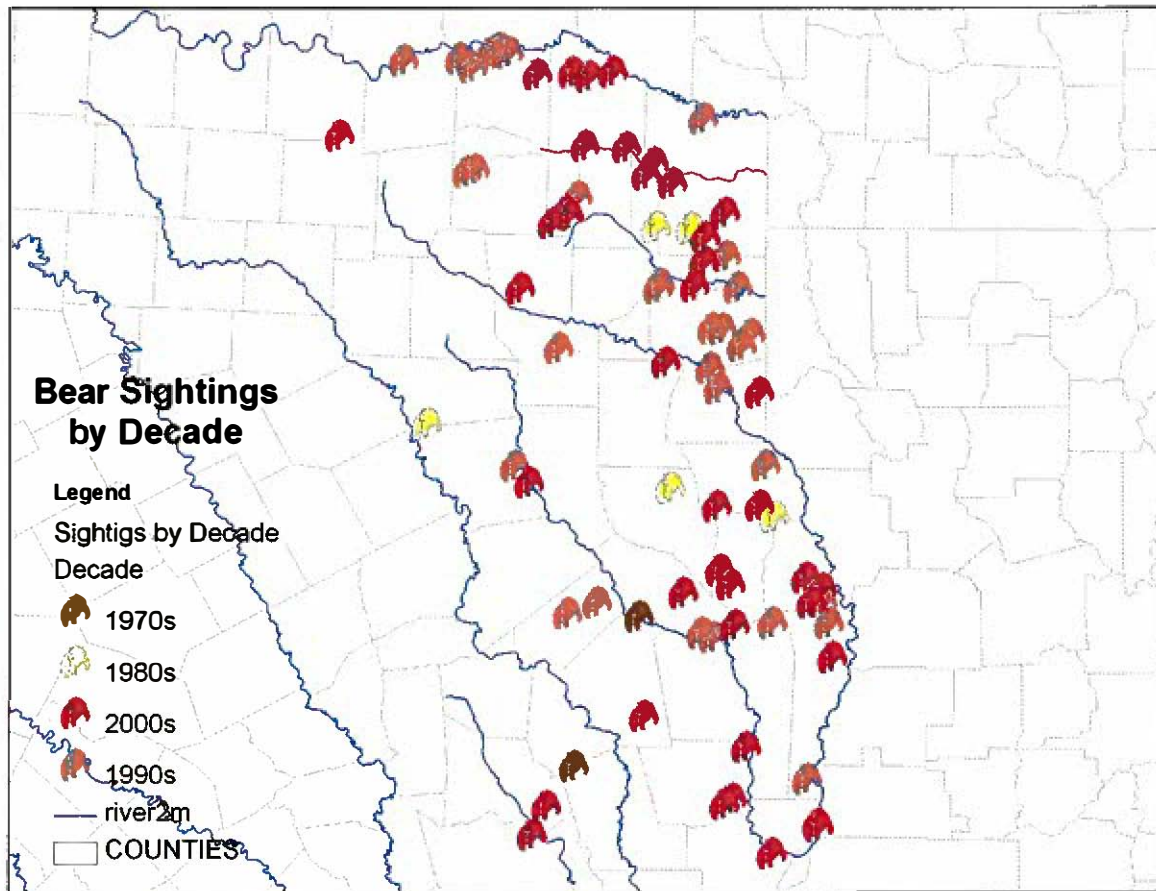 Bear Sightings
by Decade
Legend
Sightigs by Decade
Decade
1970s
1980s
2000s
1990s
river2m
COUNTIES